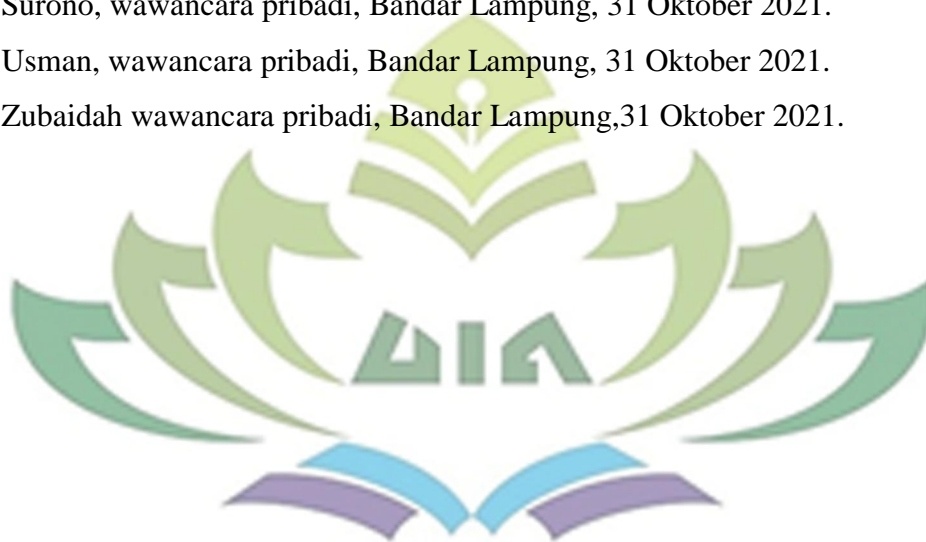 Surono, wawancara pribadi, Bandar Lampung, 31 Oktober 2021.
Usman, wawancara pribadi, Bandar Lampung, 31 Oktober 2021.
Zubaidah wawancara pribadi, Bandar Lampung,31 Oktober 2021.
UIN